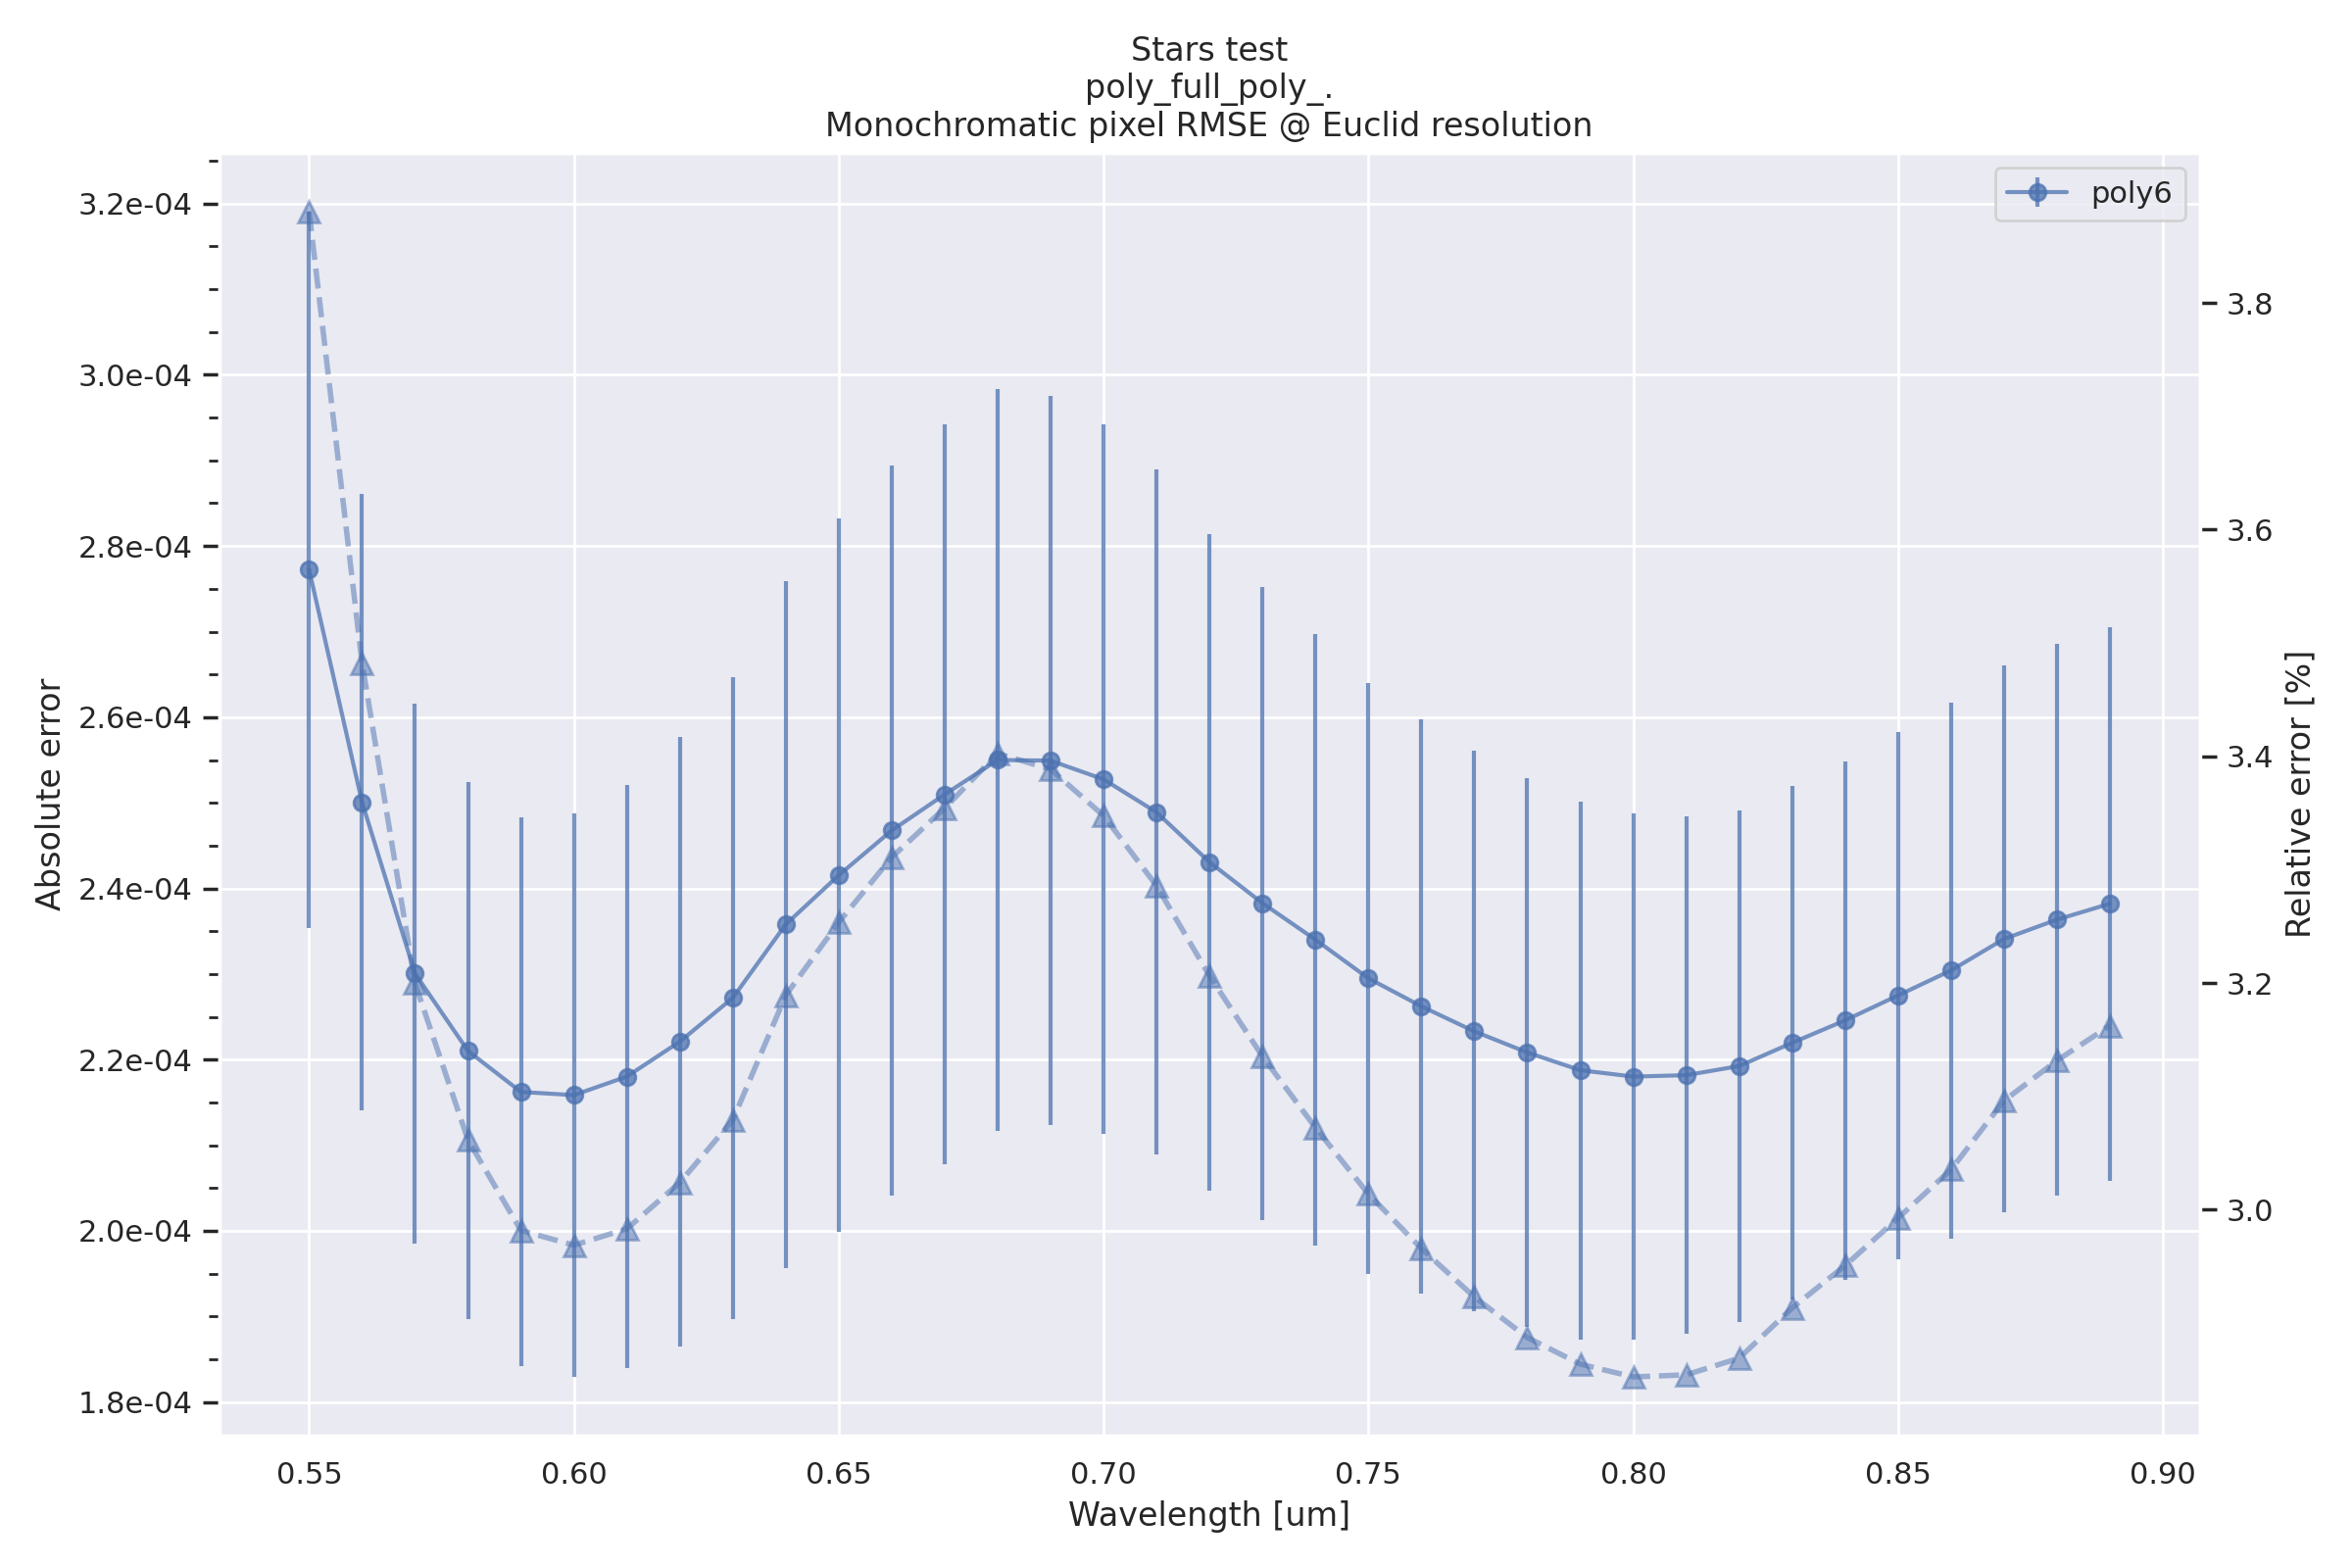 Stars test
poly_full_poly_.
Monochromatic pixel RMSE @ Euclid resolution
poly6
3.2e-04
3.0e-04
2.8e-04
2.6e-04
2.4e-04
2.2e-04
2.0e-04
1.8e-04
Absolute error
3.8
3.6
3.4
3.2
3.0
Relative error [%]
0.55 0.60 0.65 0.70 0.75 0.80 0.85 0.90
Wavelength [um]